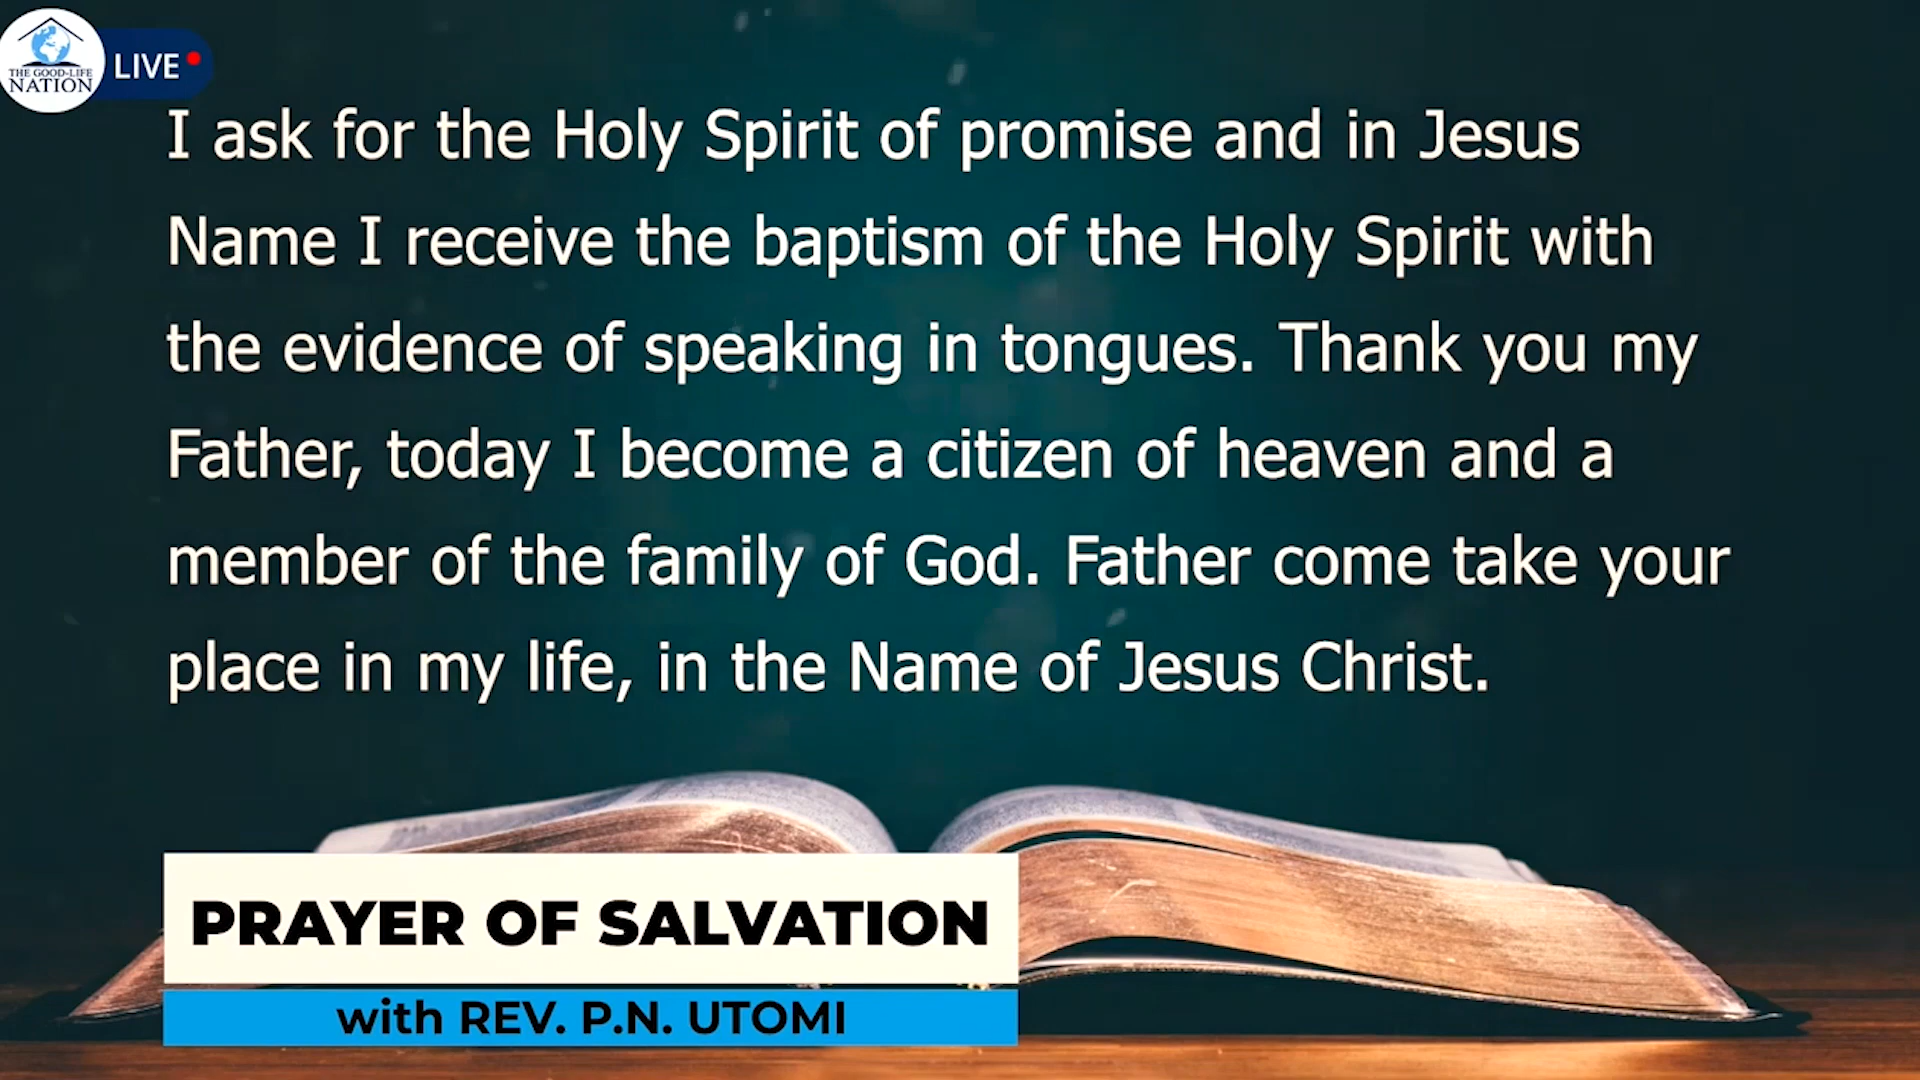 THE GOOD-LIFE
NATION
LIVE
I ask for the Holy Spirit of promise and in Jesus
Name I receive the baptism of the Holy Spirit with
the evidence of speaking in tongues. Thank you my
Father, today I become a citizen of heaven and a
member of the family of God. Father come take your
place in my life, in the Name of Jesus Christ.
PRAYER OF SALVATION
with REV. P.N. UTOMI